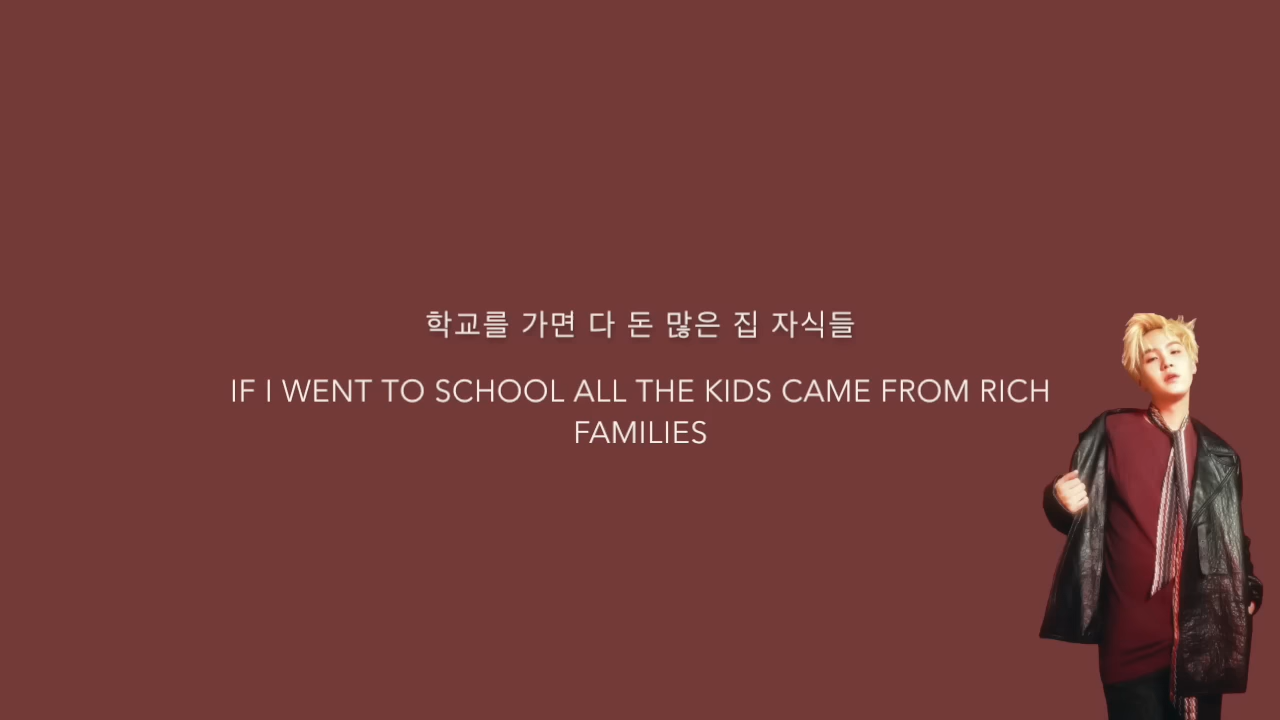 학교를 가면 다 돈 많은 집 자식들
IF I WENT TO SCHOOL ALL THE KIDS CAME FROM RICH
FAMILIES